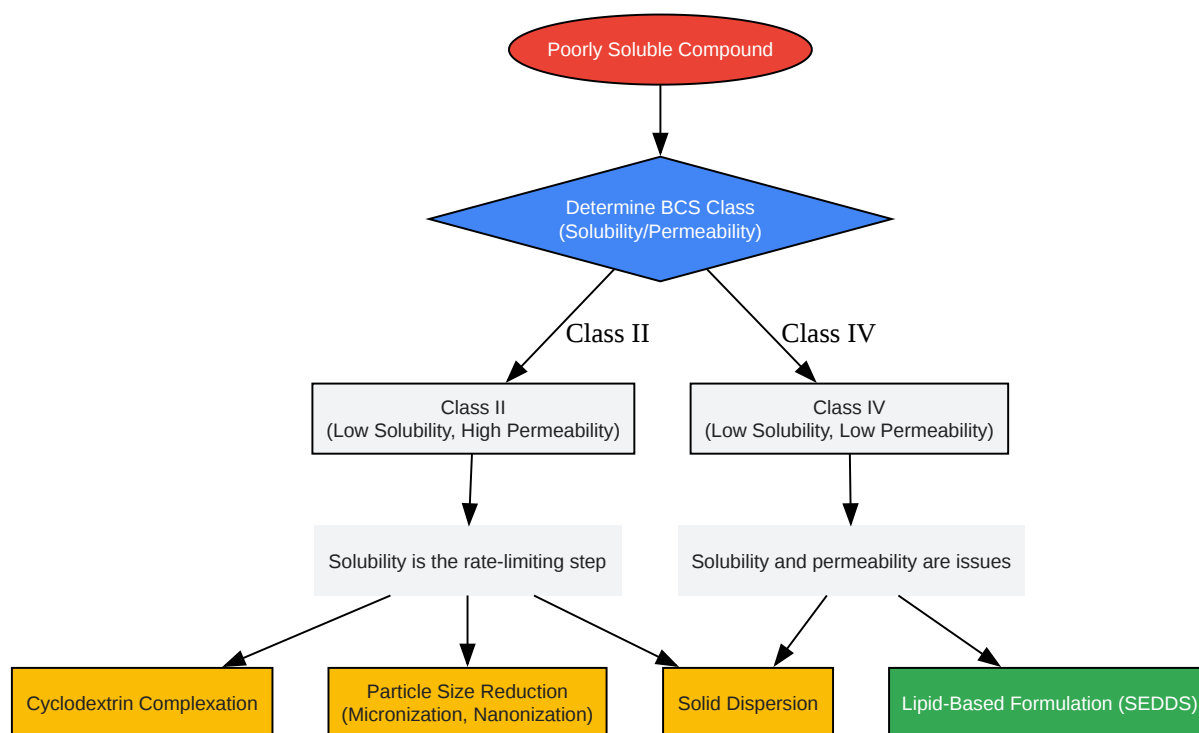 Poorly Soluble Compound
Determine BCS Class
(Solubility/Permeability)
Class II
Class IV
Class II
(Low Solubility, High Permeability)
Class IV
(Low Solubility, Low Permeability)
Solubility is the rate-limiting step
Solubility and permeability are issues
Cyclodextrin Complexation
Particle Size Reduction
(Micronization, Nanonization)
Solid Dispersion
Lipid-Based Formulation (SEDDS)